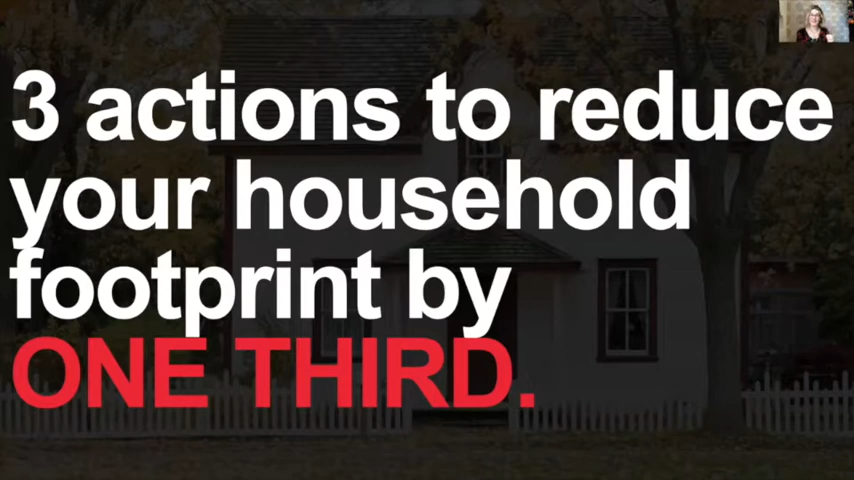 3 actions to reduce
your household
footprint by
ONE THIRD.